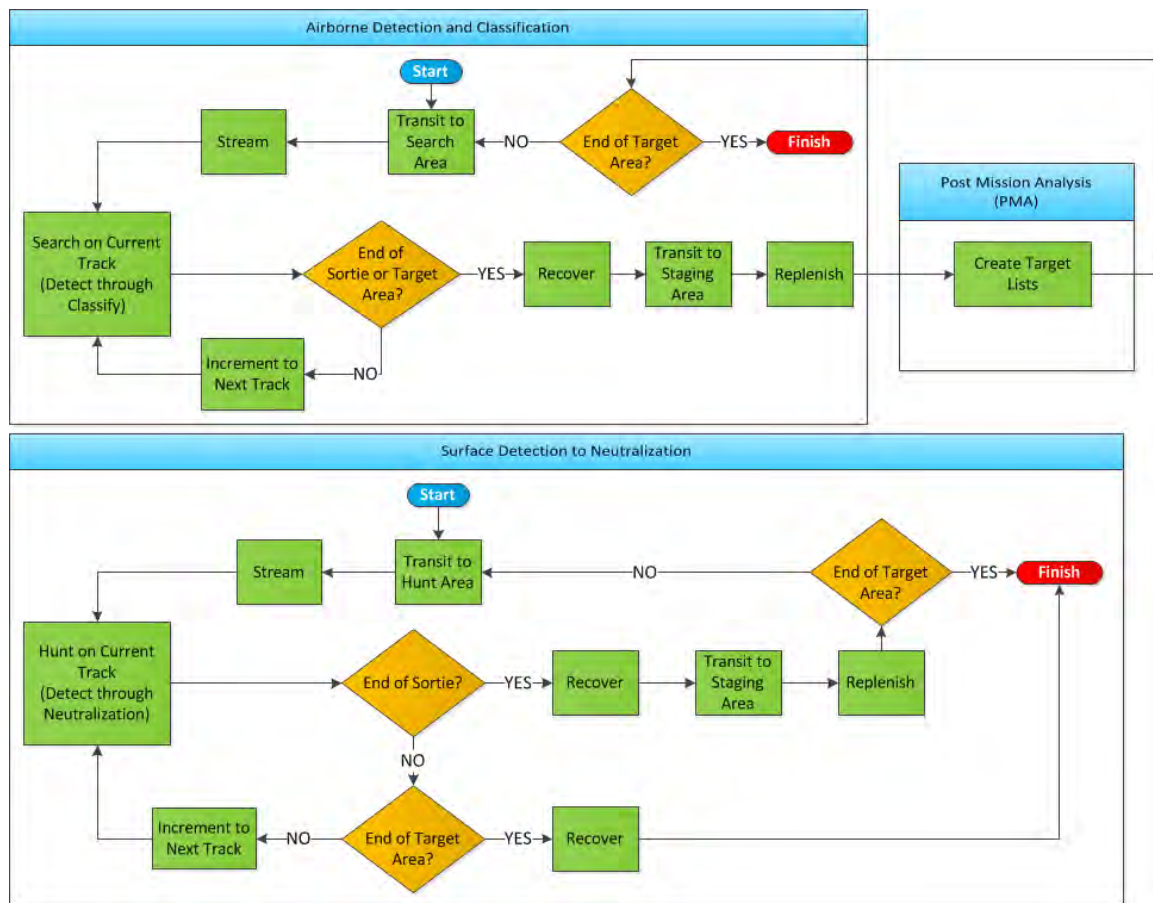 Airborne Detection and Classification
Start
Stream
Transit to
Search
Area
NO
End of Target
Area?
YES
Finish
Post Mission Analysis
(PMA)
Search on Current
Track
(Detect through
Classify)
End of
Sortie or Target
Area?
YES
Recover
Transit to
Staging
Area
Replenish
Create Target
Lists
Increment to
Next Track
NO
Surface Detection to Neutralization
Start
Stream
Transit to
Hunt Area
NO
End of Target
Area?
YES
Finish
Hunt on Current
Track
(Detect through
Neutralization)
End of Sortie?
YES
Recover
Transit to
Staging
Area
Replenish
NO
Increment to
Next Track
NO
End of Target
Area?
YES
Recover